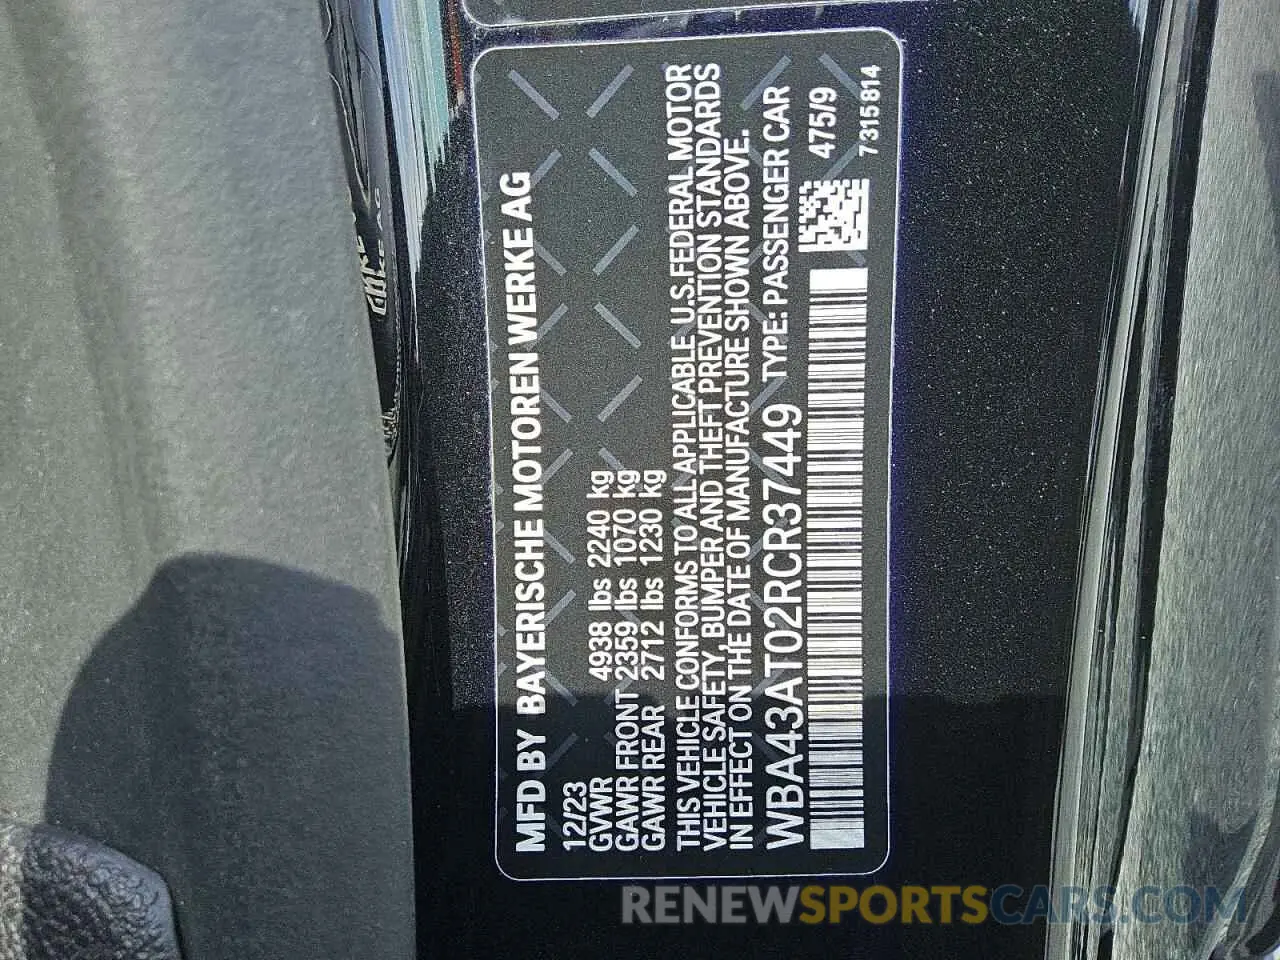 MFD BY BAYERISCHE MOTOREN WERKE AG
12/23
GVWR 4938 lbs 2240 kg
GAWR FRONT 2359 lbs 1070 kg
GAWR REAR 2712 lbs 1230 kg
THIS VEHICLE CONFORMS TO ALL APPLICABLE U.S.FEDERAL MOTOR
VEHICLE SAFETY, BUMPER AND THEFT PREVENTION STANDARDS
IN EFFECT ON THE DATE OF MANUFACTURE SHOWN ABOVE.
WBA43AT02RCR37449 TYPE: PASSENGER CAR
475/9
7315814
RENEWSPORTSCARS.COM